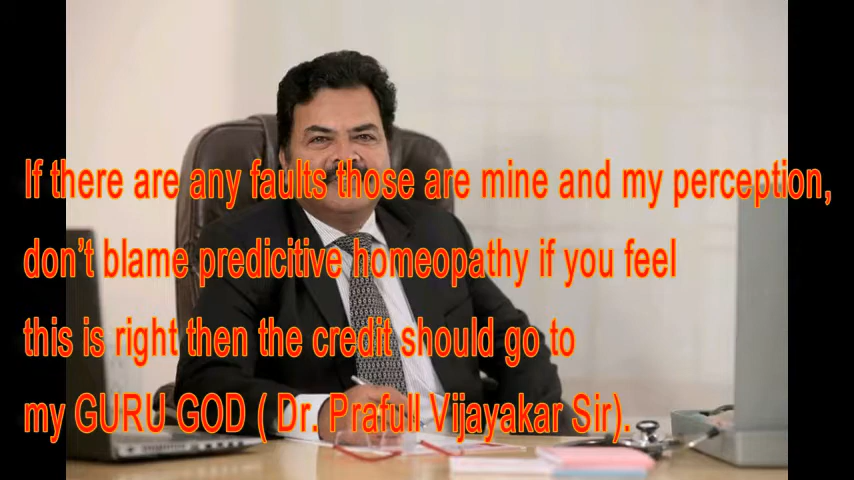 If there are any faults those are mine and my perception,
don’t blame predicitive homeopathy if you feel
this is right then the credit should go to
my GURU GOD ( Dr. Prafull Vijayakar Sir).